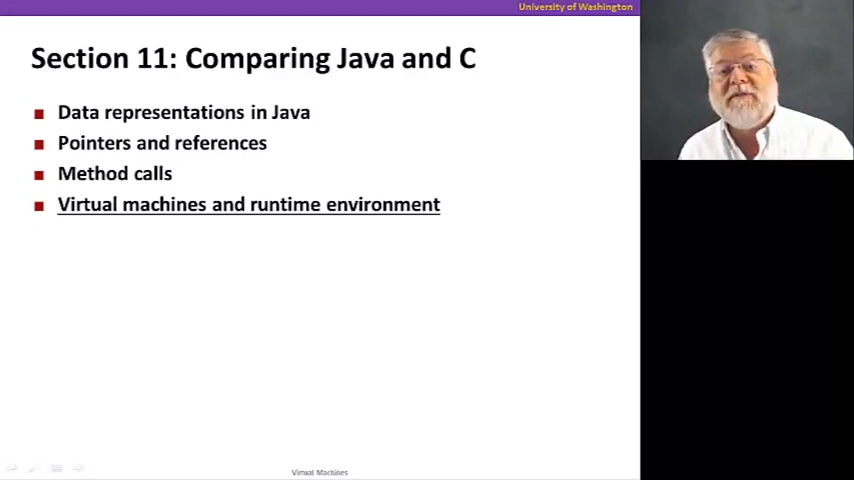 University of Washington
Section 11: Comparing Java and C
Data representations in Java
Pointers and references
Method calls
Virtual machines and runtime environment
Virtual Machines